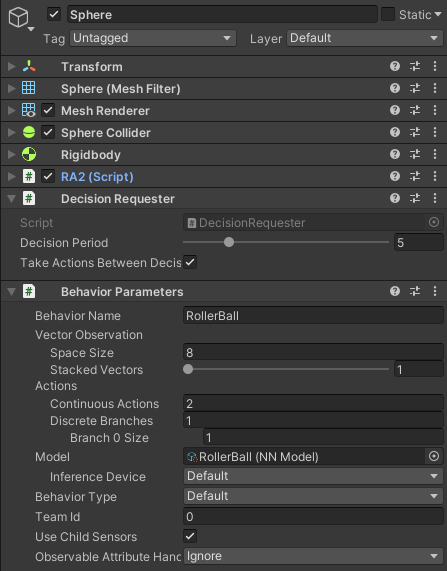 Sphere Static
Tag Untagged Layer Default
Transform
Sphere (Mesh Filter)
Mesh Renderer
Sphere Collider
Rigidbody
# RA2 (Script)
# Decision Requester
Script # DecisionRequester
Decision Period 5
Take Actions Between Decis
# Behavior Parameters
Behavior Name RollerBall
Vector Observation
Space Size 8
Stacked Vectors 1
Actions
Continuous Actions 2
Discrete Branches 1
Branch 0 Size 1
Model RollerBall (NN Model)
Inference Device Default
Behavior Type Default
Team Id 0
Use Child Sensors
Observable Attribute Hand Ignore